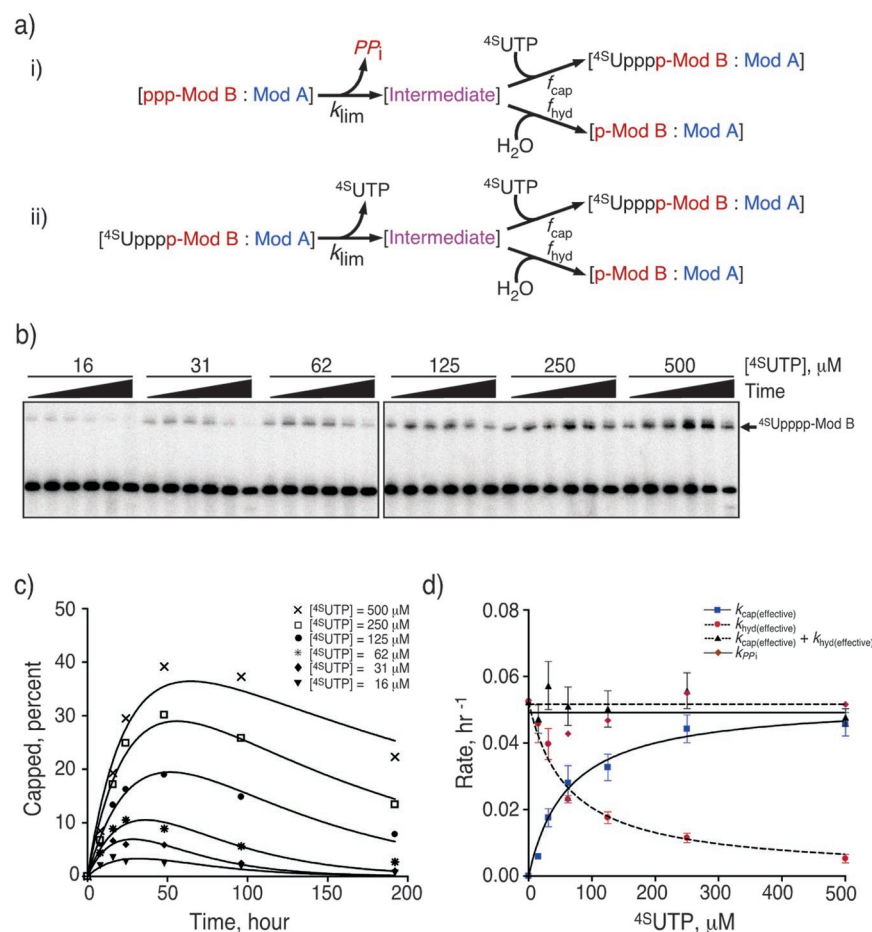 a)
i)
PPi
4SUTP
[4SUpppp-Mod B : Mod A]
[ppp-Mod B : Mod A]
klim
[Intermediate]
fcap
fhyd
H2O
[p-Mod B : Mod A]
ii)
4SUTP
4SUTP
[4SUpppp-Mod B : Mod A]
[4SUpppp-Mod B : Mod A]
klim
[Intermediate]
fcap
fhyd
H2O
[p-Mod B : Mod A]
b)
16 31 62 125 250 500 [4SUTP], μM
Time
4SUpppp-Mod B
c)
Capped, percent
50
40
30
20
10
0
0 50 100 150 200
Time, hour
[4SUTP] = 500 μM
[4SUTP] = 250 μM
[4SUTP] = 125 μM
[4SUTP] = 62 μM
[4SUTP] = 31 μM
[4SUTP] = 16 μM
d)
Rate, hr -1
0.08
0.06
0.04
0.02
0.00
0 100 200 300 400 500
4SUTP, μM
kcap(effective)
khyd(effective)
kcap(effective) + khyd(effective)
kPPi